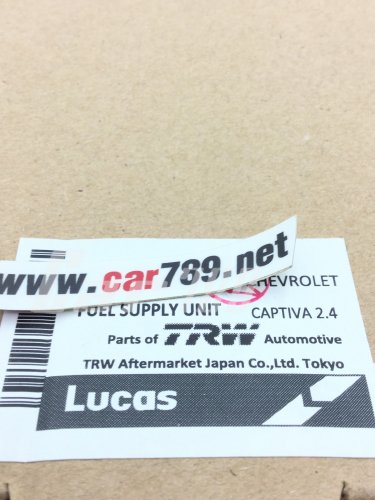 www.car789.net
CHEVROLET
FUEL SUPPLY UNIT CAPTIVA 2.4
Parts of TRW Automotive
TRW Aftermarket Japan Co.,Ltd. Tokyo
Lucas